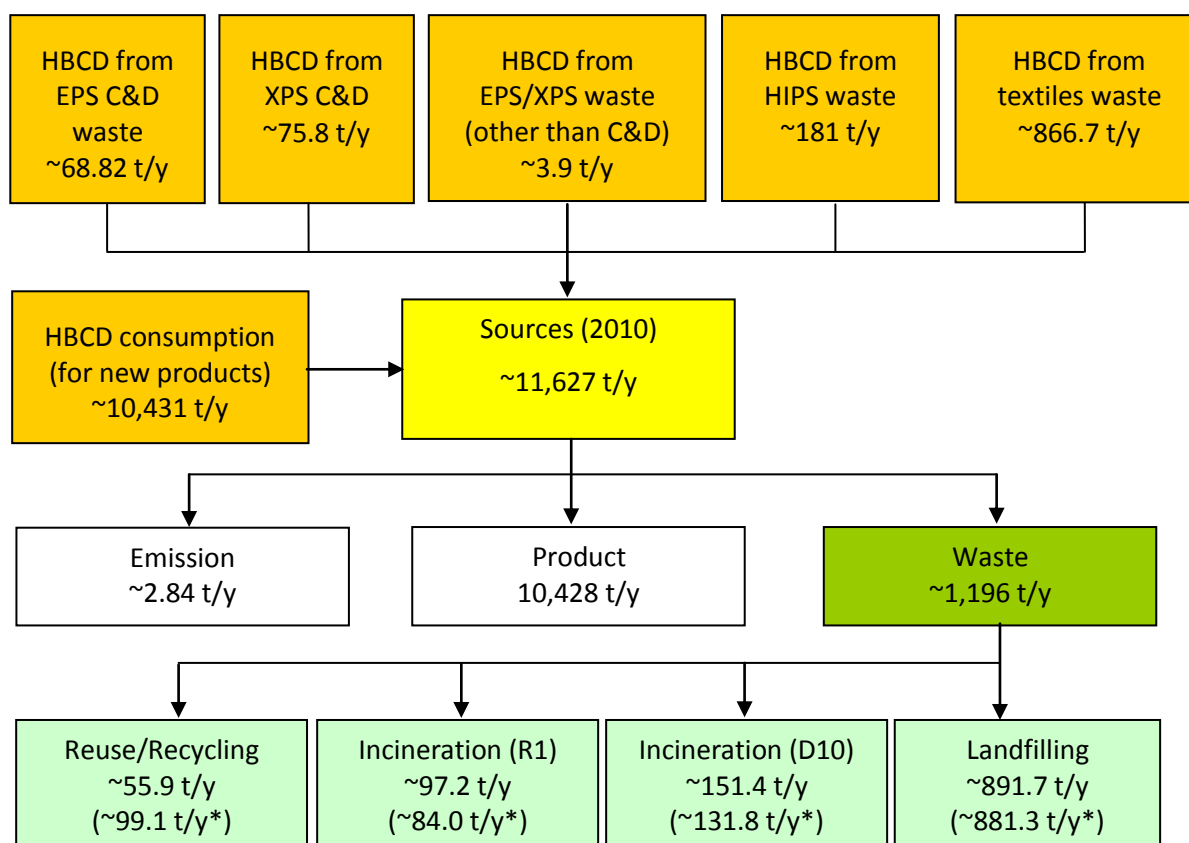 HBCD from
EPS C&D
waste
~68.82 t/y
HBCD from
XPS C&D
~75.8 t/y
HBCD from
EPS/XPS waste
(other than C&D)
~3.9 t/y
HBCD from
HIPS waste
~181 t/y
HBCD from
textiles waste
~866.7 t/y
HBCD consumption
(for new products)
~10,431 t/y
Sources (2010)
~11,627 t/y
Emission
~2.84 t/y
Product
10,428 t/y
Waste
~1,196 t/y
Reuse/Recycling
~55.9 t/y
(~99.1 t/y*)
Incineration (R1)
~97.2 t/y
(~84.0 t/y*)
Incineration (D10)
~151.4 t/y
(~131.8 t/y*)
Landfilling
~891.7 t/y
(~881.3 t/y*)